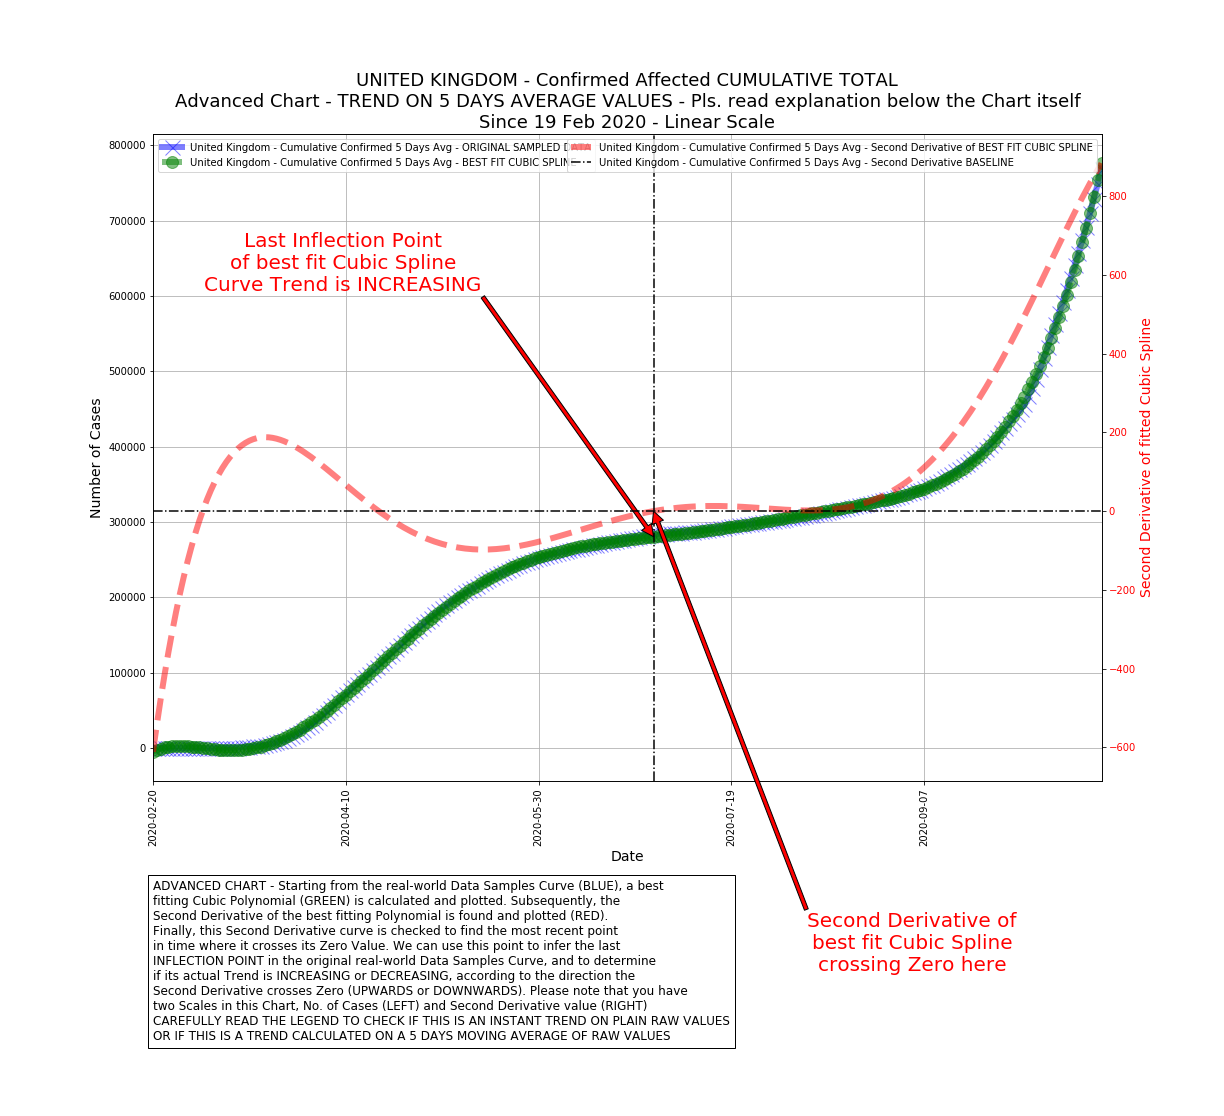 UNITED KINGDOM - Confirmed Affected CUMULATIVE TOTAL
Advanced Chart - TREND ON 5 DAYS AVERAGE VALUES - Pls. read explanation below the Chart itself
Since 19 Feb 2020 - Linear Scale
United Kingdom - Cumulative Confirmed 5 Days Avg - ORIGINAL SAMPLED
United Kingdom - Cumulative Confirmed 5 Days Avg - BEST FIT CUBIC SPLINE
United Kingdom - Cumulative Confirmed 5 Days Avg - Second Derivative of BEST FIT CUBIC SPLINE
United Kingdom - Cumulative Confirmed 5 Days Avg - Second Derivative BASELINE
800000
700000
600000
500000
400000
300000
200000
100000
0
Number of Cases
Last Inflection Point
of best fit Cubic Spline
Curve Trend is INCREASING
800
600
400
200
0
−200
−400
−600
Second Derivative of fitted Cubic Spline
2020-02-20
2020-04-10
2020-05-30
2020-07-19
2020-09-07
Date
Second Derivative of
best fit Cubic Spline
crossing Zero here
ADVANCED CHART - Starting from the real-world Data Samples Curve (BLUE), a best
fitting Cubic Polynomial (GREEN) is calculated and plotted. Subsequently, the
Second Derivative of the best fitting Polynomial is found and plotted (RED).
Finally, this Second Derivative curve is checked to find the most recent point
in time where it crosses its Zero Value. We can use this point to infer the last
INFLECTION POINT in the original real-world Data Samples Curve, and to determine
if its actual Trend is INCREASING or DECREASING, according to the direction the
Second Derivative crosses Zero (UPWARDS or DOWNWARDS). Please note that you have
two Scales in this Chart, No. of Cases (LEFT) and Second Derivative value (RIGHT)
CAREFULLY READ THE LEGEND TO CHECK IF THIS IS AN INSTANT TREND ON PLAIN RAW VALUES
OR IF THIS IS A TREND CALCULATED ON A 5 DAYS MOVING AVERAGE OF RAW VALUES